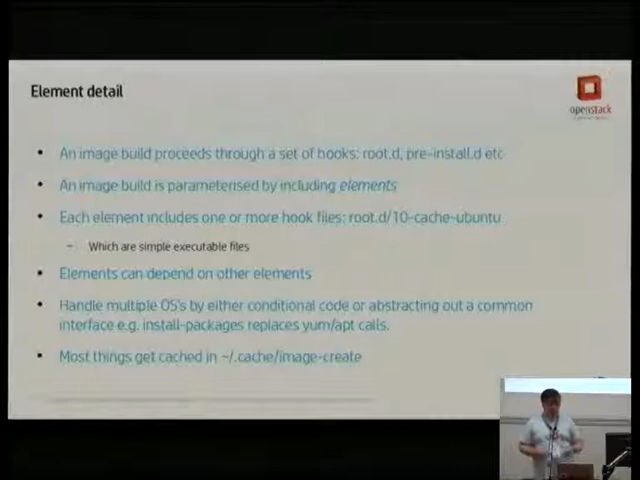 Element detail
openstack
An image build proceeds through a set of hooks: root.d, pre-install.d etc
An image build is parameterised by including elements
Each element includes one or more hook files: root.d/10-cache-ubuntu
Which are simple executable files
Elements can depend on other elements
Handle multiple OS's by either conditional code or abstracting out a common
interface e.g. install-packages replaces yum/apt calls.
Most things get cached in ~/.cache/image-create